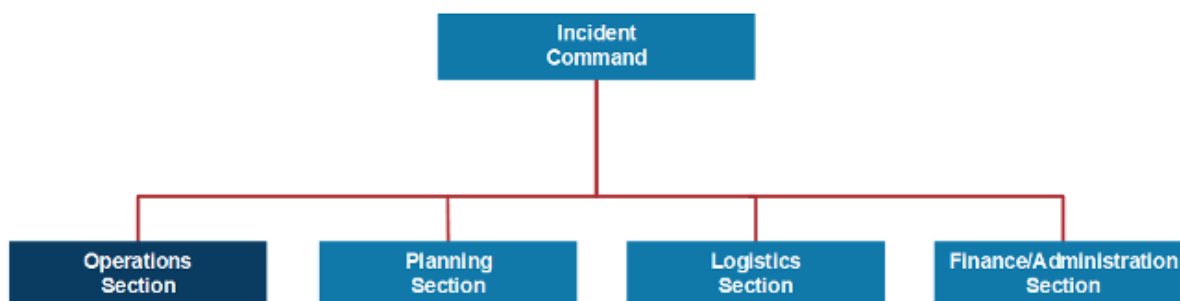 Incident
Command
Operations
Section
Planning
Section
Logistics
Section
Finance/Administration
Section